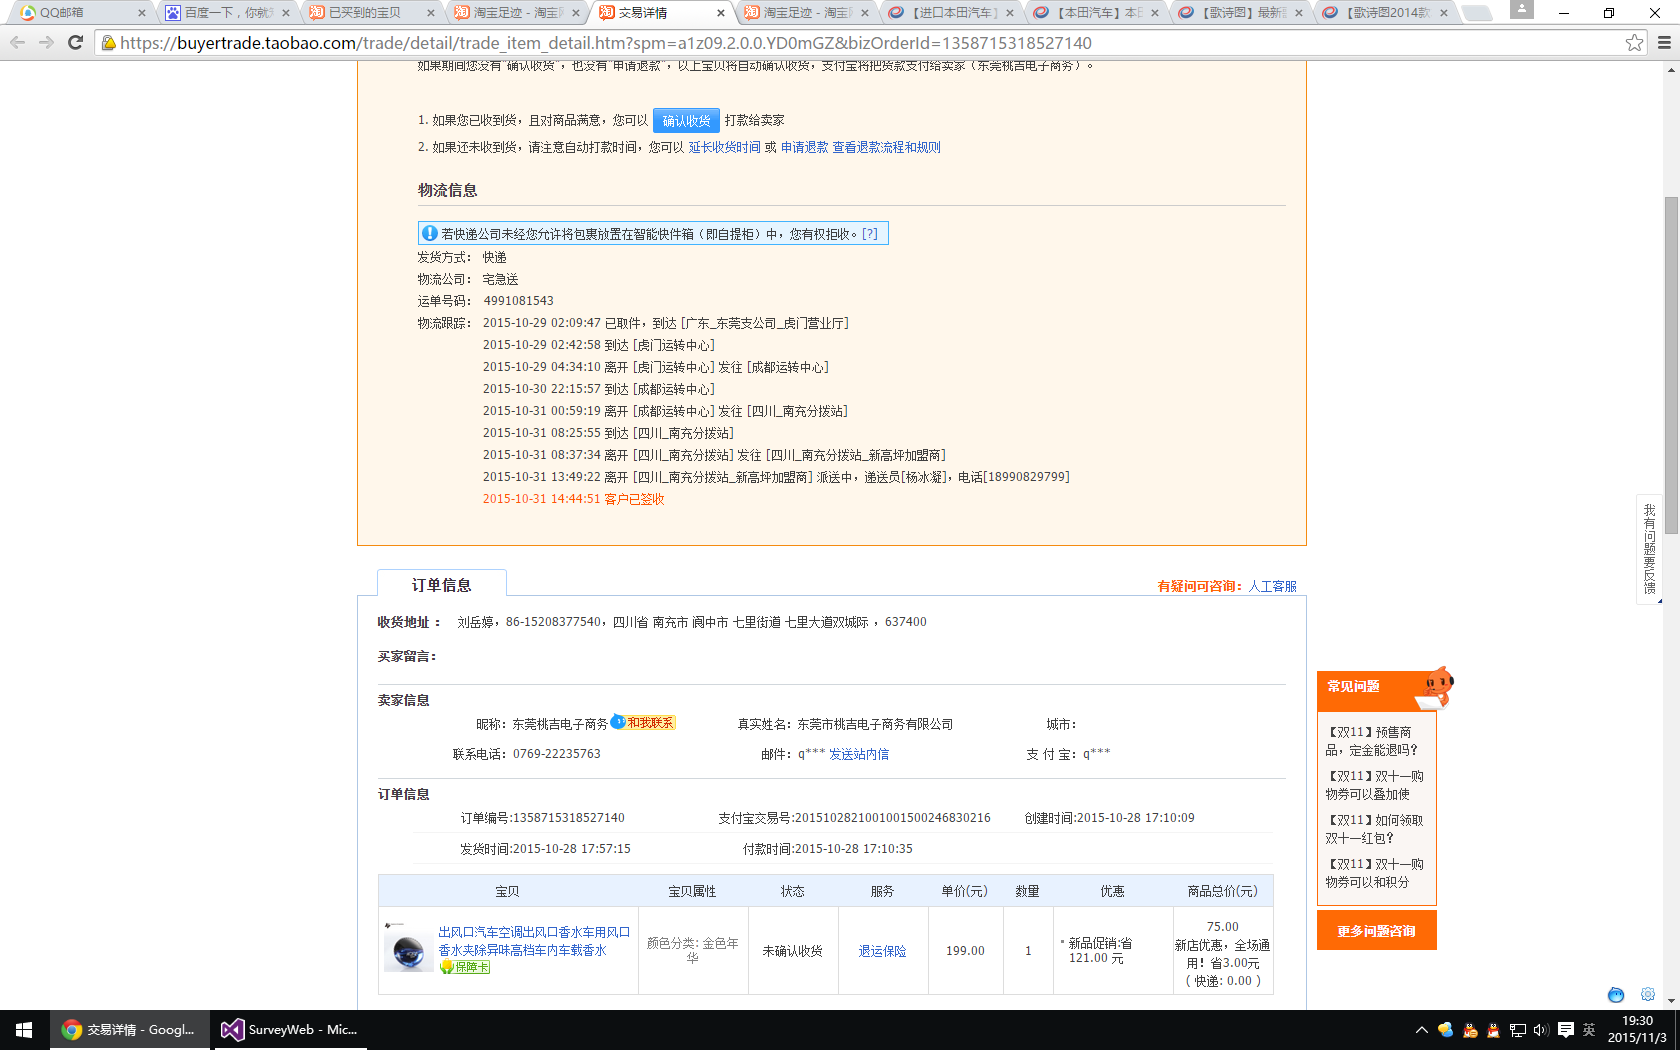 QQ邮箱
百度一下，你就
已买到的宝贝
淘宝足迹 - 淘宝
交易详情
淘宝足迹 - 淘宝
【进口本田汽车】
【本田汽车】本田
【歌诗图】最新
【歌诗图2014款
https://buyertrade.taobao.com/trade/detail/trade_item_detail.htm?spm=a1z09.2.0.0.YD0mGZ&bizOrderId=1358715318527140
如果期间您没有"确认收货"，也没有"申请退款"，以上宝贝将自动确认收货，支付宝将把货款支付给卖家（东莞桃吉电子商务）。
1. 如果您已收到货，且对商品满意，您可以 确认收货 打款给卖家
2. 如果还未收到货，请注意自动打款时间，您可以 延长收货时间 或 申请退款 查看退款流程和规则
物流信息
若快递公司未经您允许将包裹放置在智能快件箱（即自提柜）中，您有权拒收。[?]
发货方式： 快递
物流公司： 宅急送
运单号码： 4991081543
物流跟踪： 2015-10-29 02:09:47 已取件，到达 [广东_东莞支公司_虎门营业厅]
2015-10-29 02:42:58 到达 [虎门运转中心]
2015-10-29 04:34:10 离开 [虎门运转中心] 发往 [成都运转中心]
2015-10-30 22:15:57 到达 [成都运转中心]
2015-10-31 00:59:19 离开 [成都运转中心] 发往 [四川_南充分拨站]
2015-10-31 08:25:55 到达 [四川_南充分拨站]
2015-10-31 08:37:34 离开 [四川_南充分拨站] 发往 [四川_南充分拨站_新高坪加盟商]
2015-10-31 13:49:22 离开 [四川_南充分拨站_新高坪加盟商] 派送中，递送员[杨冰凝]，电话[18990829799]
2015-10-31 14:44:51 客户已签收
我有问题要反馈
订单信息
有疑问可咨询： 人工客服
收货地址 ： 刘岳婷，86-15208377540，四川省 南充市 阆中市 七里街道 七里大道双城际 ，637400
买家留言：
卖家信息
昵称： 东莞桃吉电子商务 和我联系 真实姓名： 东莞市桃吉电子商务有限公司 城市：
联系电话： 0769-22235763 邮件： q*** 发送站内信 支 付 宝： q***
订单信息
订单编号:1358715318527140 支付宝交易号:2015102821001001500246830216 创建时间:2015-10-28 17:10:09
发货时间:2015-10-28 17:57:15 付款时间:2015-10-28 17:10:35
宝贝 宝贝属性 状态 服务 单价(元) 数量 优惠 商品总价(元)
出风口汽车空调出风口香水车用风口香水夹除异味高档车内车载香水
保障卡
颜色分类: 金色年华
未确认收货
退运保险
199.00
1
新品促销:省 121.00 元
75.00
新店优惠，全场通用！省3.00元
( 快递: 0.00 )
常见问题
【双11】预售商品，定金能退吗？
【双11】双十一购物券可以叠加使
【双11】如何领取双十一红包？
【双11】双十一购物券可以和积分
更多问题咨询
交易详情 - Googl...
SurveyWeb - Mic...
英
19:30
2015/11/3